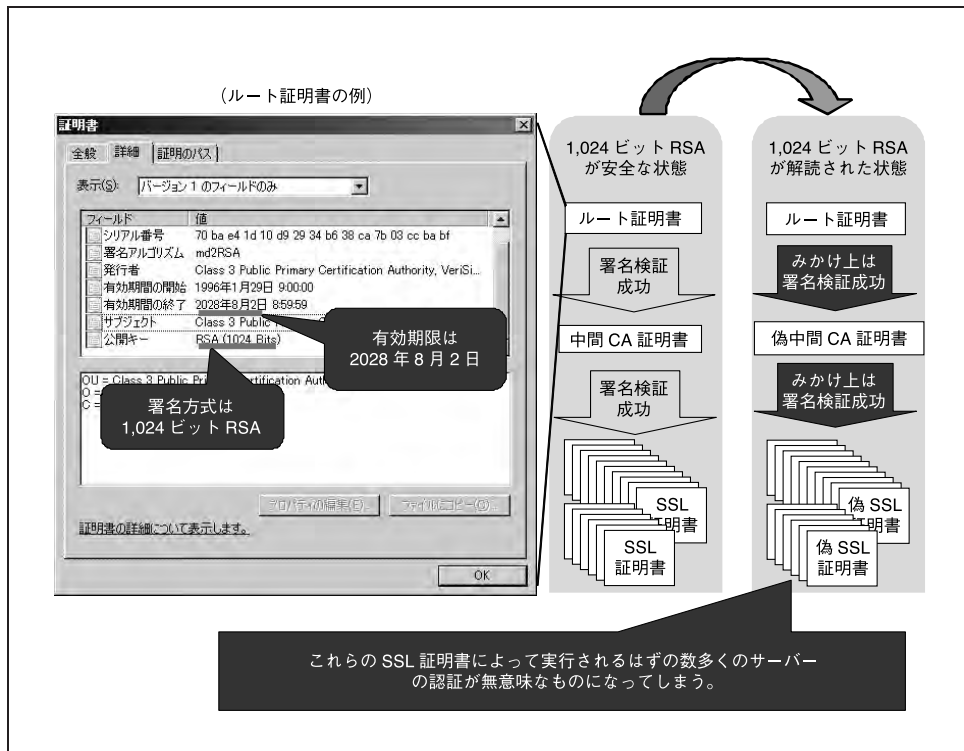 （ルート証明書の例）
証明書
全般 詳細 証明のパス
表示(S): バージョン 1 のフィールドのみ
フィールド 値
シリアル番号 70 ba e4 1d 10 d9 29 34 b6 38 ca 7b 03 cc ba bf
署名アルゴリズム md2RSA
発行者 Class 3 Public Primary Certification Authority, VeriSi...
有効期間の開始 1996年1月29日 9:00:00
有効期間の終了 2028年8月2日 8:59:59
サブジェクト Class 3 Public
公開キー RSA (1024 Bits)
有効期限は
2028 年 8 月 2 日
OU = Class 3 Public Primary Certification
O =
C =
署名方式は
1,024 ビット RSA
プロパティの編集(E)...
ファイルにコピー(C)...
証明書の詳細について表示します。
OK
1,024 ビット RSA
が安全な状態
ルート証明書
署名検証
成功
中間 CA 証明書
署名検証
成功
SSL
証明書
SSL
証明書
1,024 ビット RSA
が解読された状態
ルート証明書
みかけ上は
署名検証成功
偽中間 CA 証明書
みかけ上は
署名検証成功
偽 SSL
証明書
偽 SSL
証明書
これらの SSL 証明書によって実行されるはずの数多くのサーバー
の認証が無意味なものになってしまう。